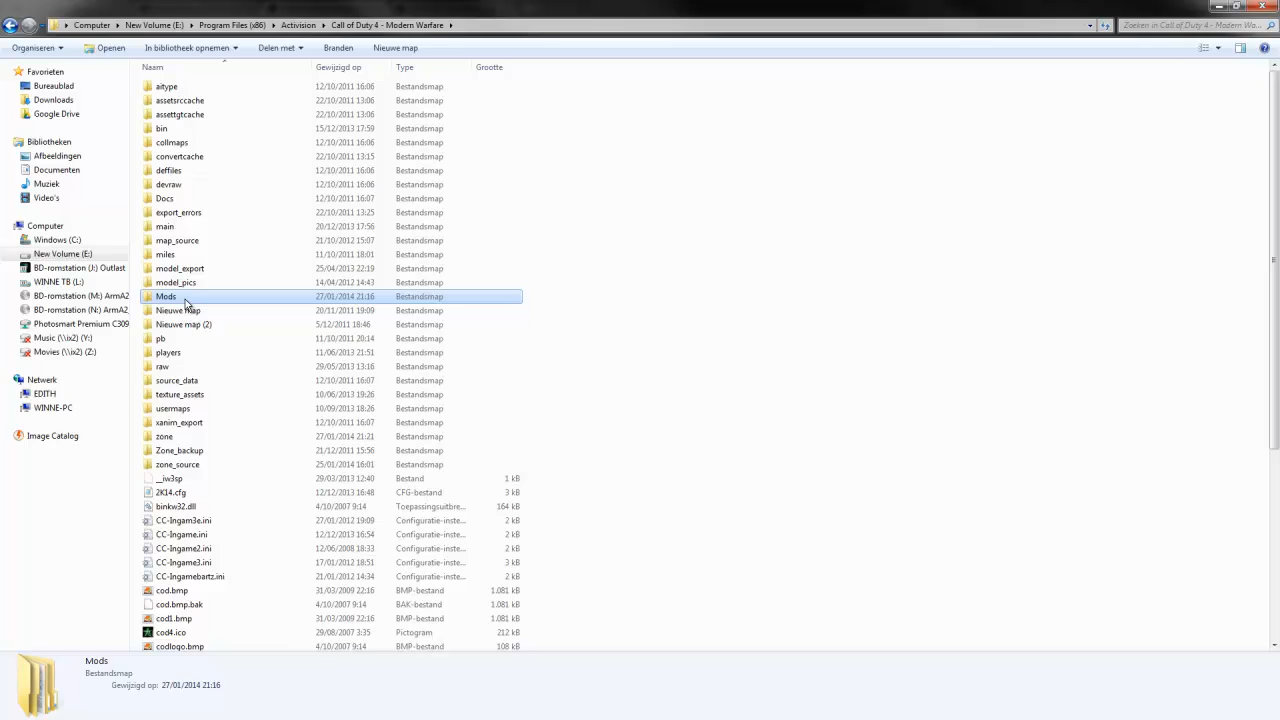 Computer New Volume (E:) Program Files (x86) Activision Call of Duty 4 - Modern Warfare Zoeken in Call of Duty 4 - Modern Wa...
Organiseren Openen In bibliotheek opnemen Delen met Branden Nieuwe map
Naam Gewijzigd op Type Grootte
Favorieten
Bureaublad
Downloads
Google Drive
Bibliotheken
Afbeeldingen
Documenten
Muziek
Video's
Computer
Windows (C:)
New Volume (E:)
BD-romstation (J:) Outlast
WINNE TB (L:)
BD-romstation (M:) ArmA2
BD-romstation (N:) ArmA2_
Photosmart Premium C309
Music (\\ix2) (Y:)
Movies (\\ix2) (Z:)
Netwerk
EDITH
WINNE-PC
Image Catalog
aitype 12/10/2011 16:06 Bestandsmap
assetsrccache 22/10/2011 13:06 Bestandsmap
assettgtcache 22/10/2011 13:06 Bestandsmap
bin 15/12/2013 17:59 Bestandsmap
collmaps 12/10/2011 16:06 Bestandsmap
convertcache 22/10/2011 13:15 Bestandsmap
deffiles 12/10/2011 16:06 Bestandsmap
devraw 12/10/2011 16:06 Bestandsmap
Docs 12/10/2011 16:07 Bestandsmap
export_errors 22/10/2011 13:25 Bestandsmap
main 20/12/2013 17:56 Bestandsmap
map_source 21/10/2012 15:07 Bestandsmap
miles 11/10/2011 18:01 Bestandsmap
model_export 25/04/2013 22:19 Bestandsmap
model_pics 14/04/2012 14:43 Bestandsmap
Mods 27/01/2014 21:16 Bestandsmap
Nieuwe map 20/11/2011 19:09 Bestandsmap
Nieuwe map (2) 5/12/2011 18:46 Bestandsmap
pb 11/10/2011 20:14 Bestandsmap
players 11/06/2013 21:51 Bestandsmap
raw 29/05/2013 13:16 Bestandsmap
source_data 12/10/2011 16:07 Bestandsmap
texture_assets 10/06/2013 19:26 Bestandsmap
usermaps 10/09/2013 18:26 Bestandsmap
xanim_export 12/10/2011 16:07 Bestandsmap
zone 27/01/2014 21:21 Bestandsmap
Zone_backup 21/12/2011 15:56 Bestandsmap
zone_source 25/01/2014 16:01 Bestandsmap
__iw3sp 29/03/2013 12:40 Bestand 1 kB
2K14.cfg 12/12/2013 16:48 CFG-bestand 3 kB
binkw32.dll 4/10/2007 9:14 Toepassingsuitbre... 164 kB
CC-Ingam3e.ini 27/01/2012 19:09 Configuratie-inste... 2 kB
CC-Ingame.ini 12/12/2013 16:54 Configuratie-inste... 2 kB
CC-Ingame2.ini 12/06/2008 18:33 Configuratie-inste... 2 kB
CC-Ingame3.ini 17/01/2012 18:51 Configuratie-inste... 3 kB
CC-Ingamebartz.ini 21/01/2012 14:34 Configuratie-inste... 2 kB
cod.bmp 31/03/2009 22:16 BMP-bestand 1.081 kB
cod.bmp.bak 4/10/2007 9:14 BAK-bestand 1.081 kB
cod1.bmp 31/03/2009 22:16 BMP-bestand 1.081 kB
cod4.ico 29/08/2007 3:35 Pictogram 212 kB
codlogo.bmp 4/10/2007 9:14 BMP-bestand 108 kB
Mods
Bestandsmap
Gewijzigd op: 27/01/2014 21:16